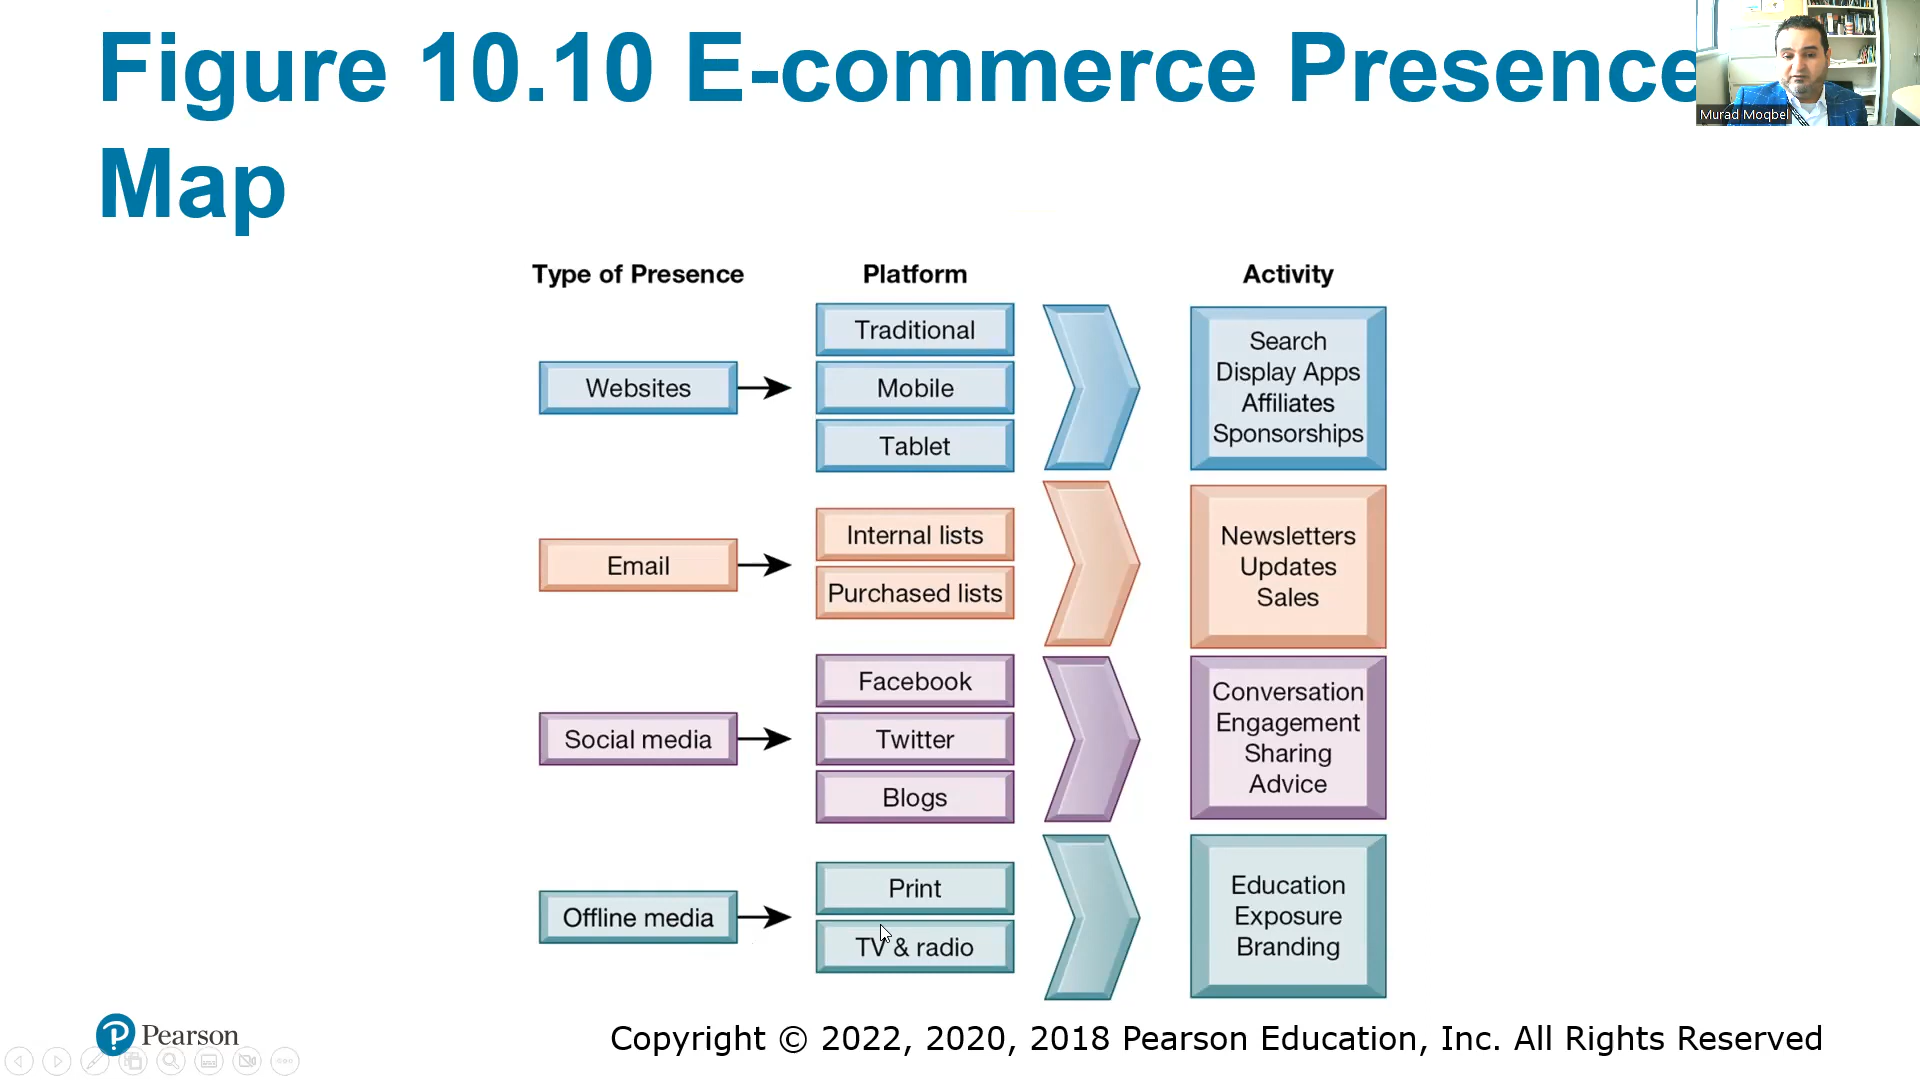 Figure 10.10 E-commerce Presence
Map
Murad Moqbel
Type of Presence
Platform
Activity
Websites
Traditional
Mobile
Tablet
Search
Display Apps
Affiliates
Sponsorships
Email
Internal lists
Purchased lists
Newsletters
Updates
Sales
Social media
Facebook
Twitter
Blogs
Conversation
Engagement
Sharing
Advice
Offline media
Print
TV & radio
Education
Exposure
Branding
Pearson
Copyright © 2022, 2020, 2018 Pearson Education, Inc. All Rights Reserved